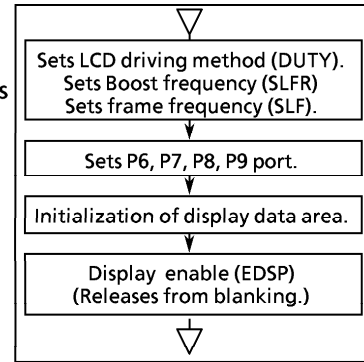 Sets LCD driving method (DUTY).
Sets Boost frequency (SLFR)
Sets frame frequency (SLF).
s
Sets P6, P7, P8, P9 port.
Initialization of display data area.
Display enable (EDSP)
(Releases from blanking.)